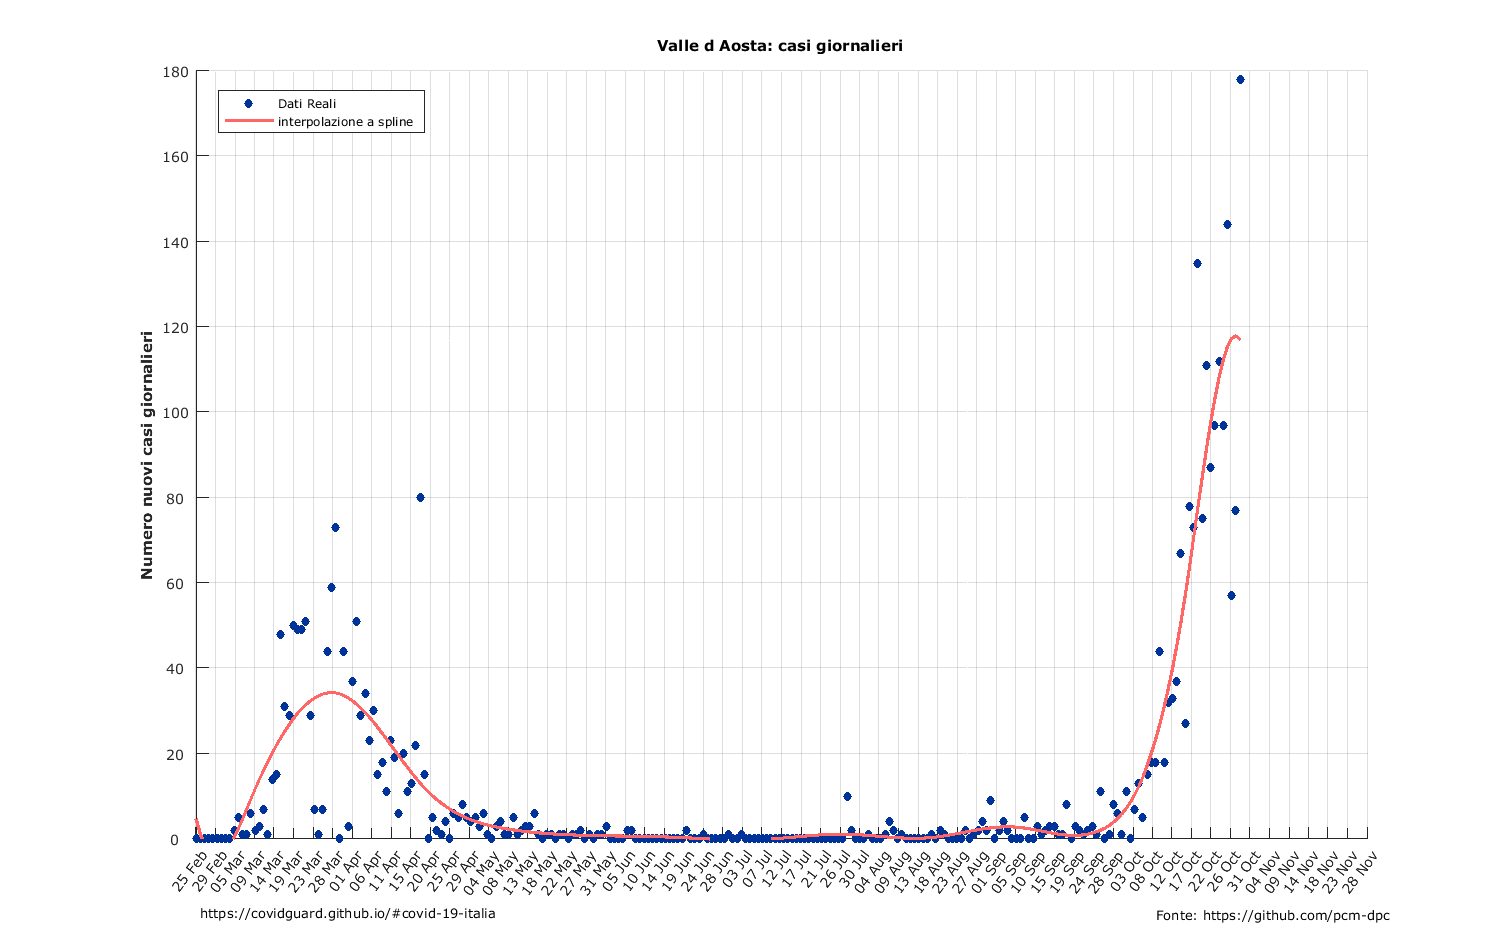 Valle d Aosta: casi giornalieri
Dati Reali
interpolazione a spline
Numero nuovi casi giornalieri
180
160
140
120
100
80
60
40
20
0
25 Feb
29 Feb
05 Mar
09 Mar
14 Mar
19 Mar
23 Mar
28 Mar
01 Apr
06 Apr
11 Apr
15 Apr
20 Apr
25 Apr
29 Apr
04 May
08 May
13 May
18 May
22 May
27 May
31 May
05 Jun
10 Jun
14 Jun
19 Jun
24 Jun
28 Jun
03 Jul
07 Jul
12 Jul
17 Jul
21 Jul
26 Jul
30 Jul
04 Aug
09 Aug
13 Aug
18 Aug
23 Aug
27 Aug
01 Sep
05 Sep
10 Sep
15 Sep
19 Sep
24 Sep
28 Sep
03 Oct
08 Oct
12 Oct
17 Oct
22 Oct
26 Oct
31 Oct
04 Nov
09 Nov
14 Nov
18 Nov
23 Nov
28 Nov
https://covidguard.github.io/#covid-19-italia
Fonte: https://github.com/pcm-dpc